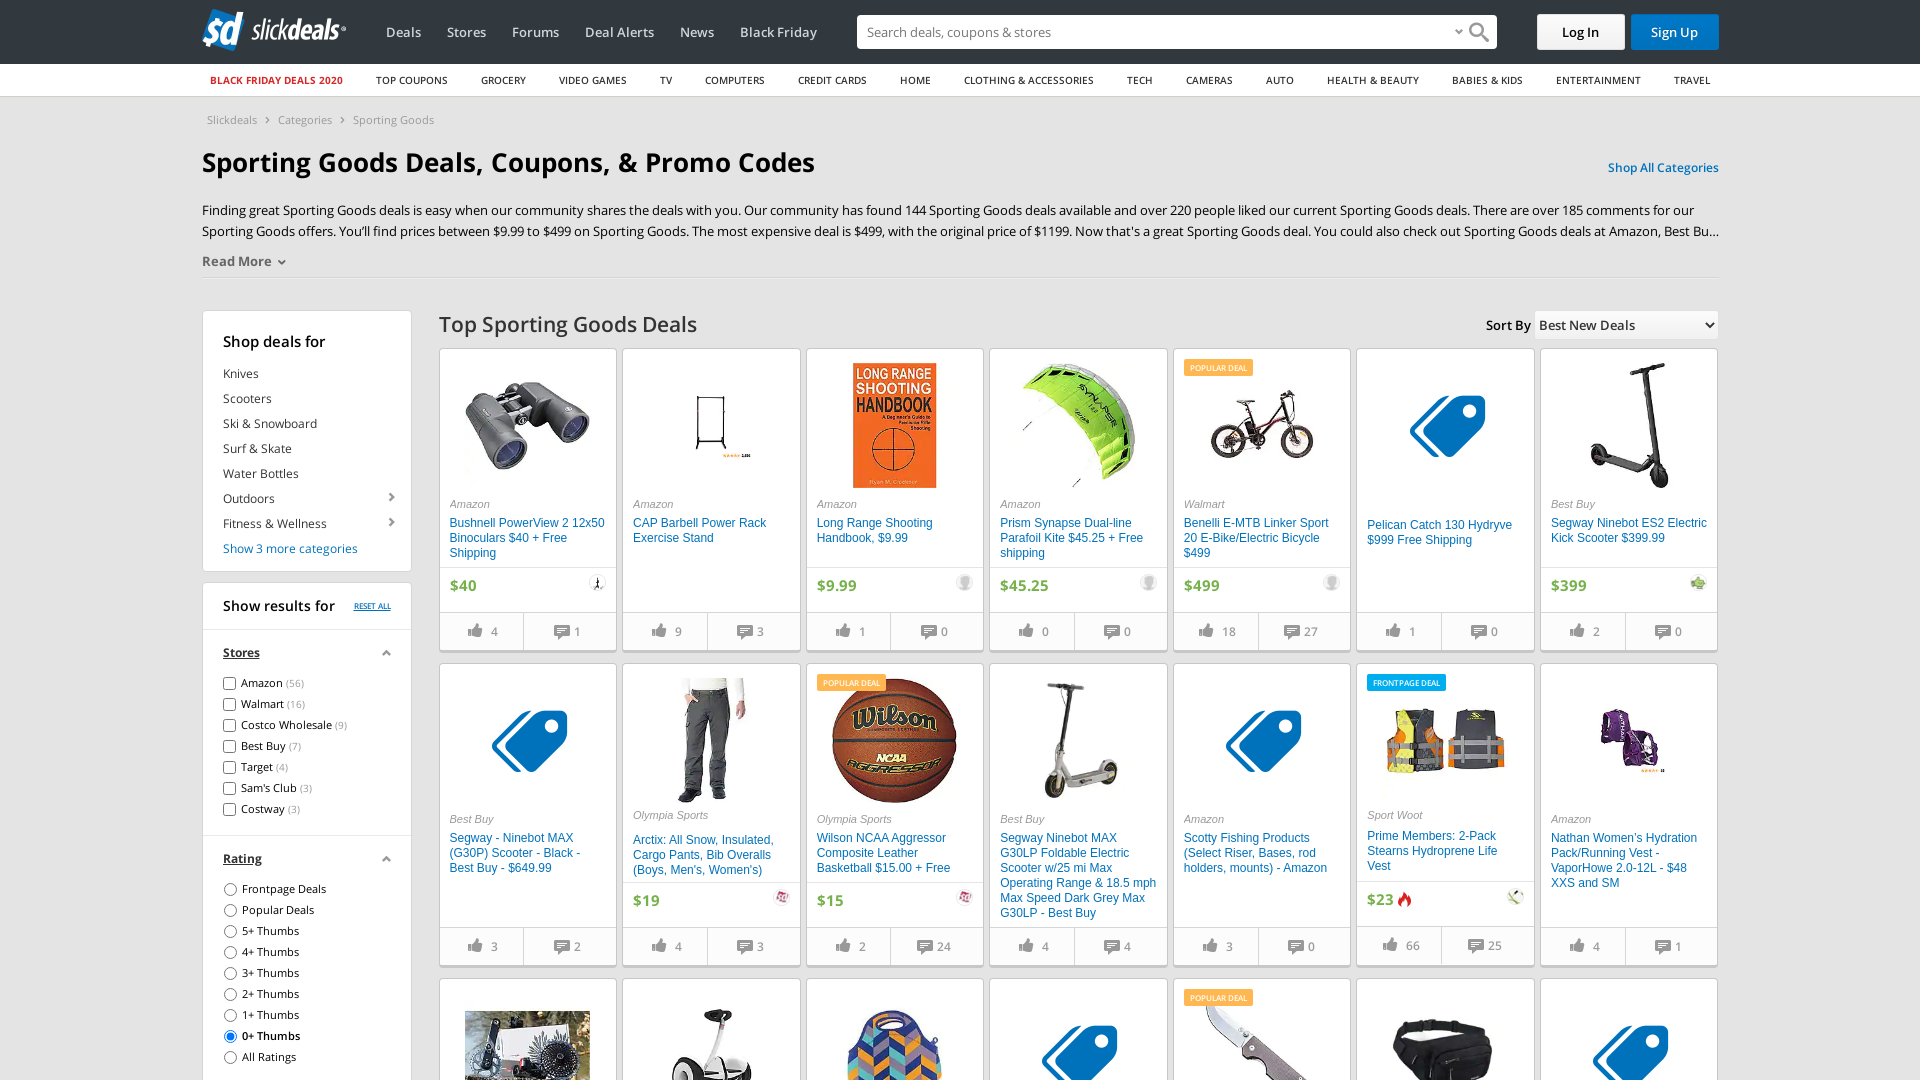 sd slickdeals
Deals
Stores
Forums
Deal Alerts
News
Black Friday
Search deals, coupons & stores
Log In
Sign Up
BLACK FRIDAY DEALS 2020
TOP COUPONS
GROCERY
VIDEO GAMES
TV
COMPUTERS
CREDIT CARDS
HOME
CLOTHING & ACCESSORIES
TECH
CAMERAS
AUTO
HEALTH & BEAUTY
BABIES & KIDS
ENTERTAINMENT
TRAVEL
Slickdeals > Categories > Sporting Goods
Sporting Goods Deals, Coupons, & Promo Codes
Shop All Categories
Finding great Sporting Goods deals is easy when our community shares the deals with you. Our community has found 144 Sporting Goods deals available and over 220 people liked our current Sporting Goods deals. There are over 185 comments for our
Sporting Goods offers. You’ll find prices between $9.99 to $499 on Sporting Goods. The most expensive deal is $499, with the original price of $1199. Now that's a great Sporting Goods deal. You could also check out Sporting Goods deals at Amazon, Best Bu...
Read More
Shop deals for
Knives
Scooters
Ski & Snowboard
Surf & Skate
Water Bottles
Outdoors
Fitness & Wellness
Show 3 more categories
Show results for
RESET ALL
Stores
Amazon (56)
Walmart (16)
Costco Wholesale (9)
Best Buy (7)
Target (4)
Sam's Club (3)
Costway (3)
Rating
Frontpage Deals
Popular Deals
5+ Thumbs
4+ Thumbs
3+ Thumbs
2+ Thumbs
1+ Thumbs
0+ Thumbs
All Ratings
Top Sporting Goods Deals
Sort By
Best New Deals
Amazon
Bushnell PowerView 2 12x50
Binoculars $40 + Free
Shipping
$40
4
1
Amazon
CAP Barbell Power Rack
Exercise Stand
9
3
LONG RANGE
SHOOTING
HANDBOOK
A Beginner's Guide to
Precision Rifle
Shooting
Ryan M. Cleckner
Amazon
Long Range Shooting
Handbook, $9.99
$9.99
1
0
SYNAPSE
Amazon
Prism Synapse Dual-line
Parafoil Kite $45.25 + Free
shipping
$45.25
0
0
POPULAR DEAL
Walmart
Benelli E-MTB Linker Sport
20 E-Bike/Electric Bicycle
$499
$499
18
27
Pelican Catch 130 Hydryve
$999 Free Shipping
1
0
Best Buy
Segway Ninebot ES2 Electric
Kick Scooter $399.99
$399
2
0
Best Buy
Segway - Ninebot MAX
(G30P) Scooter - Black -
Best Buy - $649.99
3
2
Olympia Sports
Arctix: All Snow, Insulated,
Cargo Pants, Bib Overalls
(Boys, Men's, Women's)
$19
4
3
POPULAR DEAL
Wilson
NCAA
AGGRESSOR
Olympia Sports
Wilson NCAA Aggressor
Composite Leather
Basketball $15.00 + Free
$15
2
24
Best Buy
Segway Ninebot MAX
G30LP Foldable Electric
Scooter w/25 mi Max
Operating Range & 18.5 mph
Max Speed Dark Grey Max
G30LP - Best Buy
4
4
Amazon
Scotty Fishing Products
(Select Riser, Bases, rod
holders, mounts) - Amazon
3
0
FRONTPAGE DEAL
Sport Woot
Prime Members: 2-Pack
Stearns Hydroprene Life
Vest
$23
66
25
Amazon
Nathan Women’s Hydration
Pack/Running Vest -
VaporHowe 2.0-12L - $48
XXS and SM
4
1
POPULAR DEAL